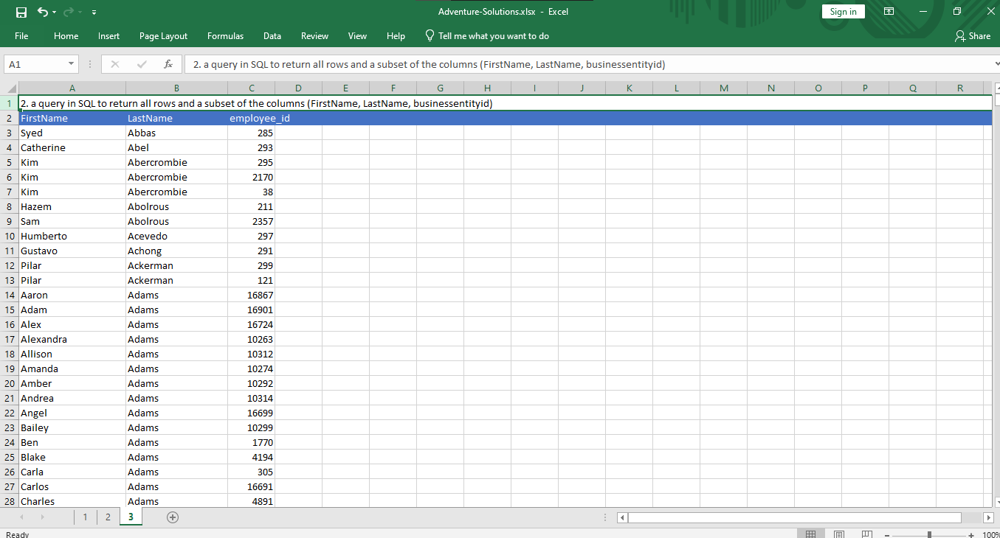 Adventure-Solutions.xlsx - Excel
Sign in
File Home Insert Page Layout Formulas Data Review View Help Tell me what you want to do Share
A1 fx 2. a query in SQL to return all rows and a subset of the columns (FirstName, LastName, businessentityid)
A B C D E F G H I J K L M N O P Q R
1 2. a query in SQL to return all rows and a subset of the columns (FirstName, LastName, businessentityid)
2 FirstName LastName employee_id
3 Syed Abbas 285
4 Catherine Abel 293
5 Kim Abercrombie 295
6 Kim Abercrombie 2170
7 Kim Abercrombie 38
8 Hazem Abolrous 211
9 Sam Abolrous 2357
10 Humberto Acevedo 297
11 Gustavo Achong 291
12 Pilar Ackerman 299
13 Pilar Ackerman 121
14 Aaron Adams 16867
15 Adam Adams 16901
16 Alex Adams 16724
17 Alexandra Adams 10263
18 Allison Adams 10312
19 Amanda Adams 10274
20 Amber Adams 10292
21 Andrea Adams 10314
22 Angel Adams 16699
23 Bailey Adams 10299
24 Ben Adams 1770
25 Blake Adams 4194
26 Carla Adams 305
27 Carlos Adams 16691
28 Charles Adams 4891
1 2 3
Ready 100%